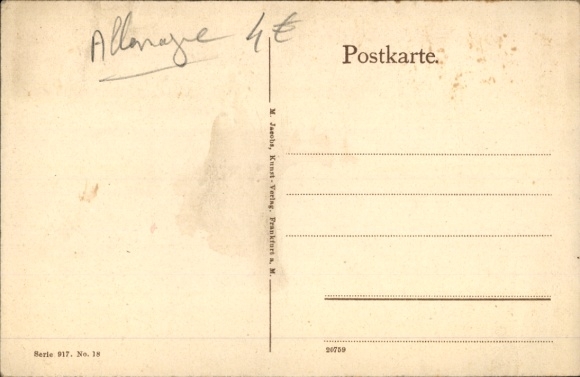 Allemagne 4 €
Postkarte.
M. Jacobs, Kunst-Verlag, Frankfurt a. M.
Serie 917. No. 18
20759